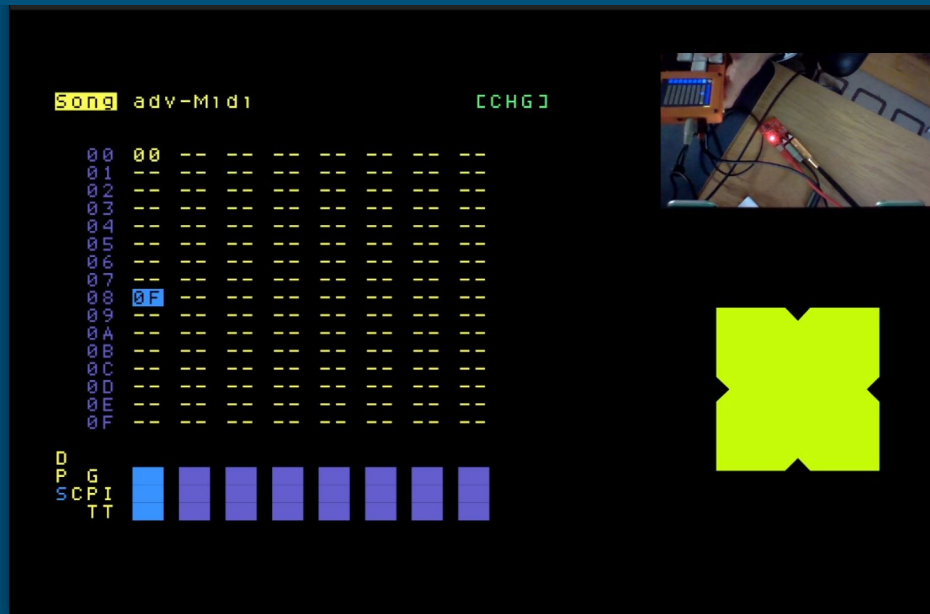 Song adv-Midi [CHG]
00 00 -- -- -- -- -- -- --
01 -- -- -- -- -- -- -- --
02 -- -- -- -- -- -- -- --
03 -- -- -- -- -- -- -- --
04 -- -- -- -- -- -- -- --
05 -- -- -- -- -- -- -- --
06 -- -- -- -- -- -- -- --
07 -- -- -- -- -- -- -- --
08 0F -- -- -- -- -- -- --
09 -- -- -- -- -- -- -- --
0A -- -- -- -- -- -- -- --
0B -- -- -- -- -- -- -- --
0C -- -- -- -- -- -- -- --
0D -- -- -- -- -- -- -- --
0E -- -- -- -- -- -- -- --
0F -- -- -- -- -- -- -- --
D
P G
SCPI
TT